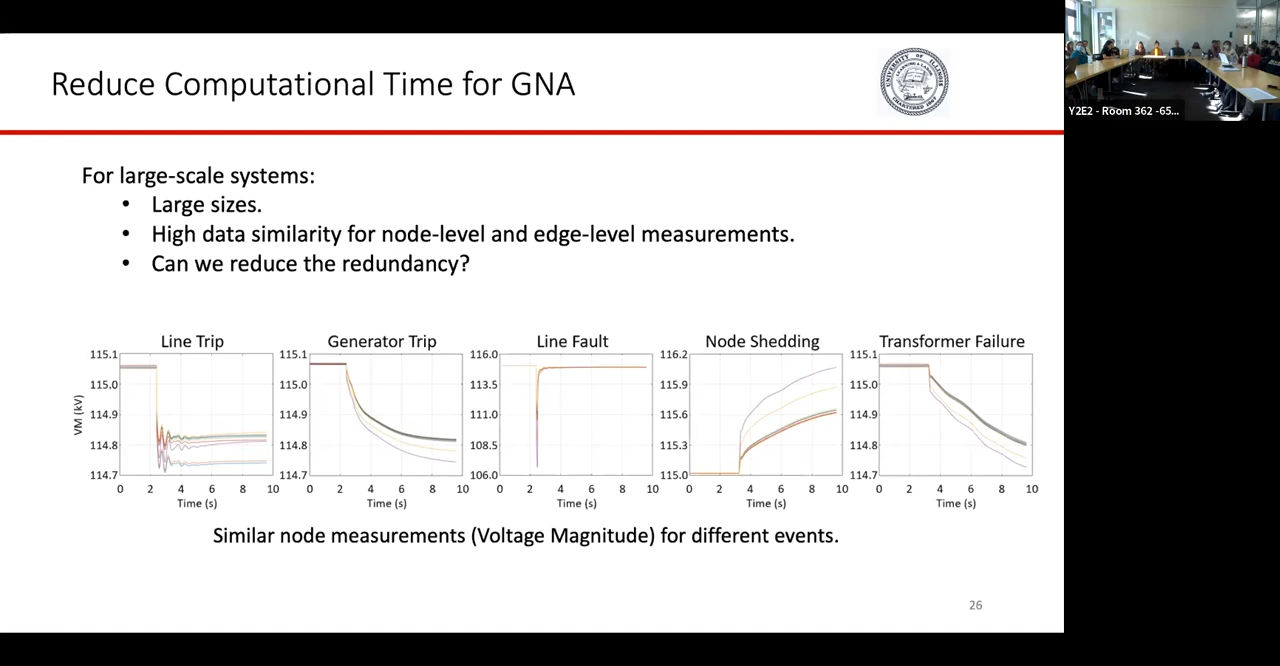 Reduce Computational Time for GNA
For large-scale systems:
• Large sizes.
• High data similarity for node-level and edge-level measurements.
• Can we reduce the redundancy?
Line Trip
Generator Trip
Line Fault
Node Shedding
Transformer Failure
VM (kV)
115.1
115.0
114.9
114.8
114.7
0 2 4 6 8 10
Time (s)
115.1
115.0
114.9
114.8
114.7
0 2 4 6 8 10
Time (s)
116.0
113.5
111.0
108.5
106.0
0 2 4 6 8 10
Time (s)
116.2
115.9
115.6
115.3
115.0
0 2 4 6 8 10
Time (s)
115.1
115.0
114.9
114.8
114.7
0 2 4 6 8 10
Time (s)
Similar node measurements (Voltage Magnitude) for different events.
26
UNIVERSITY OF ILLINOIS
CHARTERED 1867
Y2E2 - Room 362 -65...